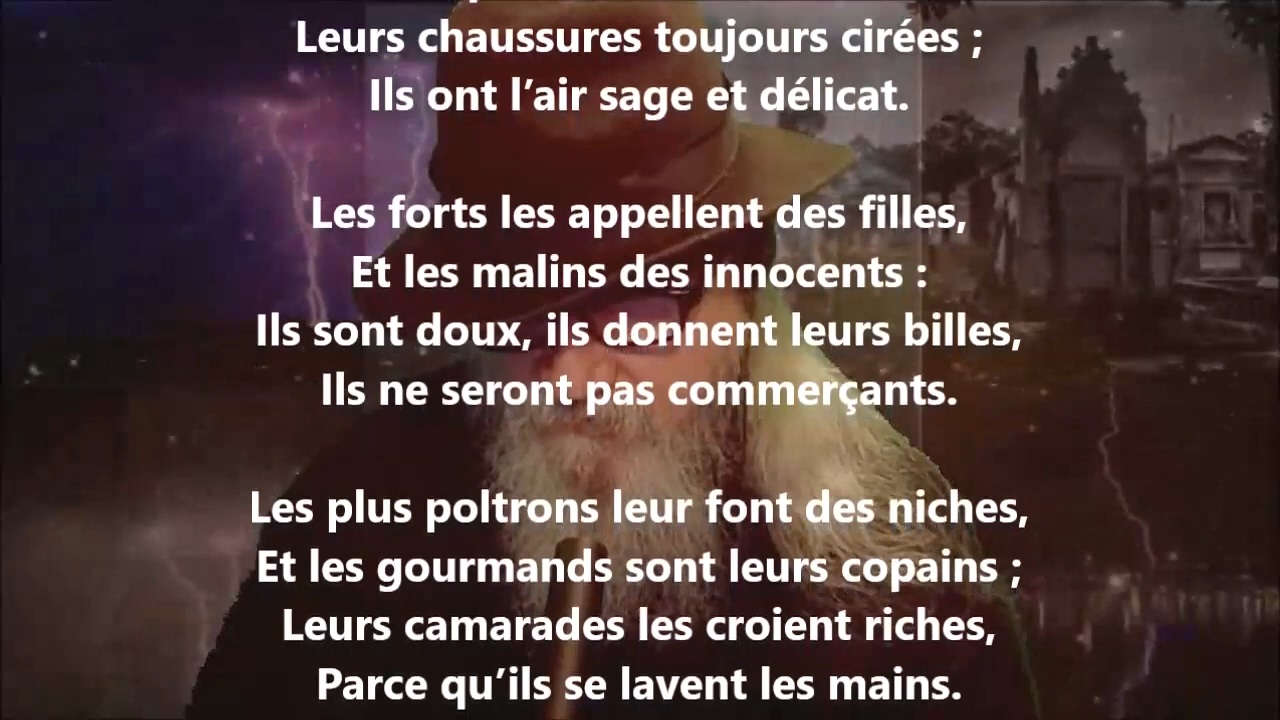 Leurs chaussures toujours cirées ;
Ils ont l’air sage et délicat.
Les forts les appellent des filles,
Et les malins des innocents :
Ils sont doux, ils donnent leurs billes,
Ils ne seront pas commerçants.
Les plus poltrons leur font des niches,
Et les gourmands sont leurs copains ;
Leurs camarades les croient riches,
Parce qu’ils se lavent les mains.